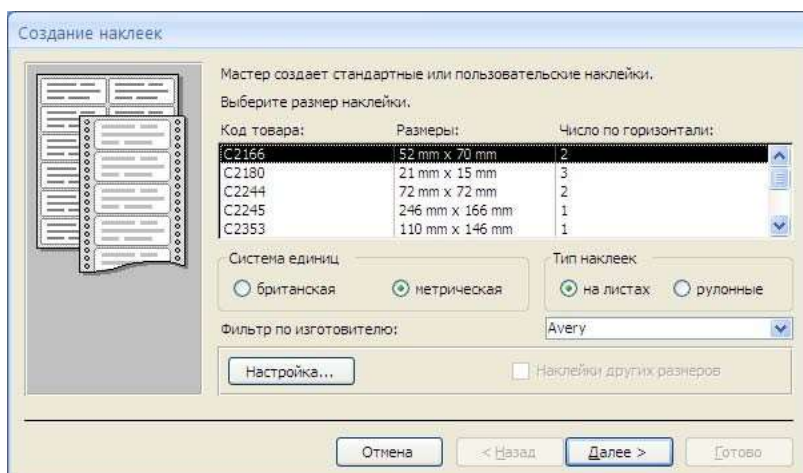 Создание наклеек
Мастер создает стандартные или пользовательские наклейки.
Выберите размер наклейки.
Код товара: Размеры: Число по горизонтали:
C2166 52 mm x 70 mm 2
C2180 21 mm x 15 mm 3
C2244 72 mm x 72 mm 2
C2245 246 mm x 166 mm 1
C2353 110 mm x 146 mm 1
Система единиц Тип наклеек
британская метрическая на листах рулонные
Фильтр по изготовителю: Avery
Настройка... Наклейки других размеров
Отмена < Назад Далее > Готово